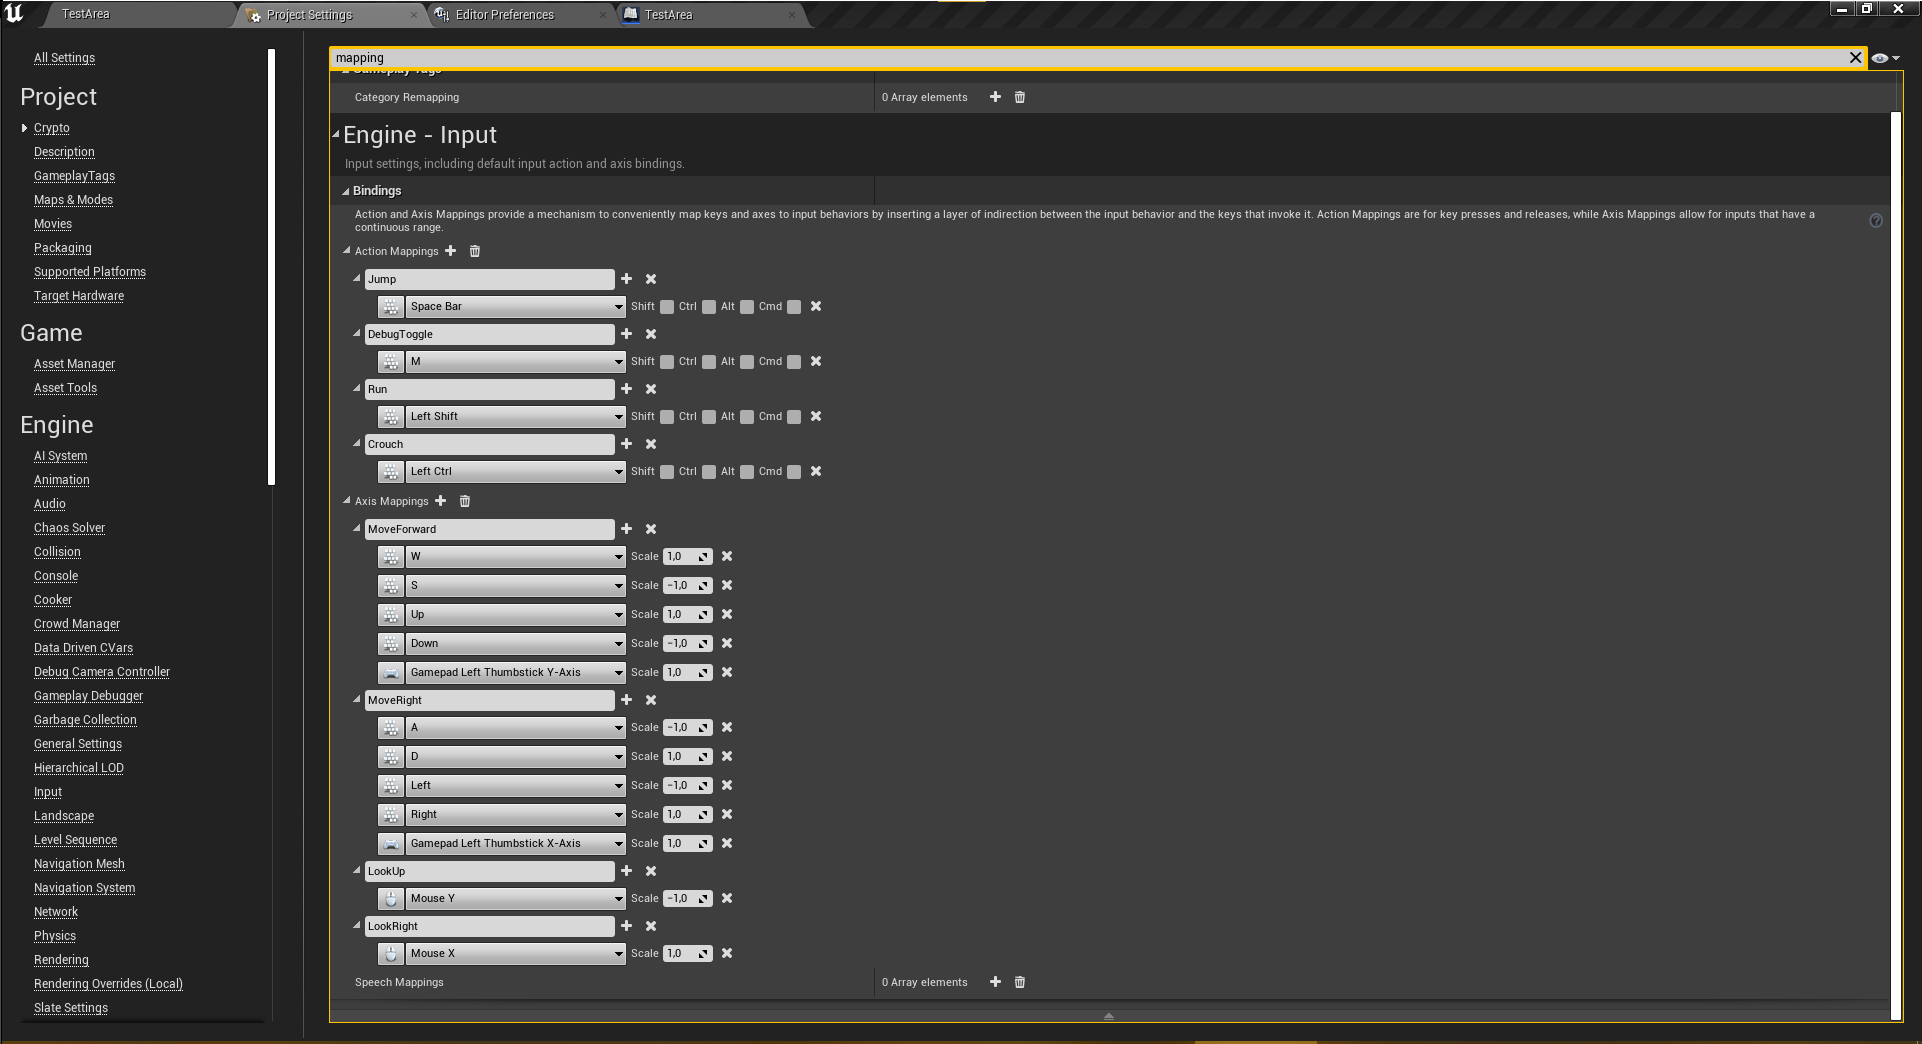 TestArea
Project Settings
Editor Preferences
TestArea
All Settings
Project
Crypto
Description
GameplayTags
Maps & Modes
Movies
Packaging
Supported Platforms
Target Hardware
Game
Asset Manager
Asset Tools
Engine
AI System
Animation
Audio
Chaos Solver
Collision
Console
Cooker
Crowd Manager
Data Driven CVars
Debug Camera Controller
Gameplay Debugger
Garbage Collection
General Settings
Hierarchical LOD
Input
Landscape
Level Sequence
Navigation Mesh
Navigation System
Network
Physics
Rendering
Rendering Overrides (Local)
Slate Settings
mapping
Gameplay Tags
Category Remapping 0 Array elements
Engine - Input
Input settings, including default input action and axis bindings.
Bindings
Action and Axis Mappings provide a mechanism to conveniently map keys and axes to input behaviors by inserting a layer of indirection between the input behavior and the keys that invoke it. Action Mappings are for key presses and releases, while Axis Mappings allow for inputs that have a
continuous range.
Action Mappings
Jump
Space Bar Shift Ctrl Alt Cmd
DebugToggle
M Shift Ctrl Alt Cmd
Run
Left Shift Shift Ctrl Alt Cmd
Crouch
Left Ctrl Shift Ctrl Alt Cmd
Axis Mappings
MoveForward
W Scale 1,0
S Scale -1,0
Up Scale 1,0
Down Scale -1,0
Gamepad Left Thumbstick Y-Axis Scale 1,0
MoveRight
A Scale -1,0
D Scale 1,0
Left Scale -1,0
Right Scale 1,0
Gamepad Left Thumbstick X-Axis Scale 1,0
LookUp
Mouse Y Scale -1,0
LookRight
Mouse X Scale 1,0
Speech Mappings 0 Array elements